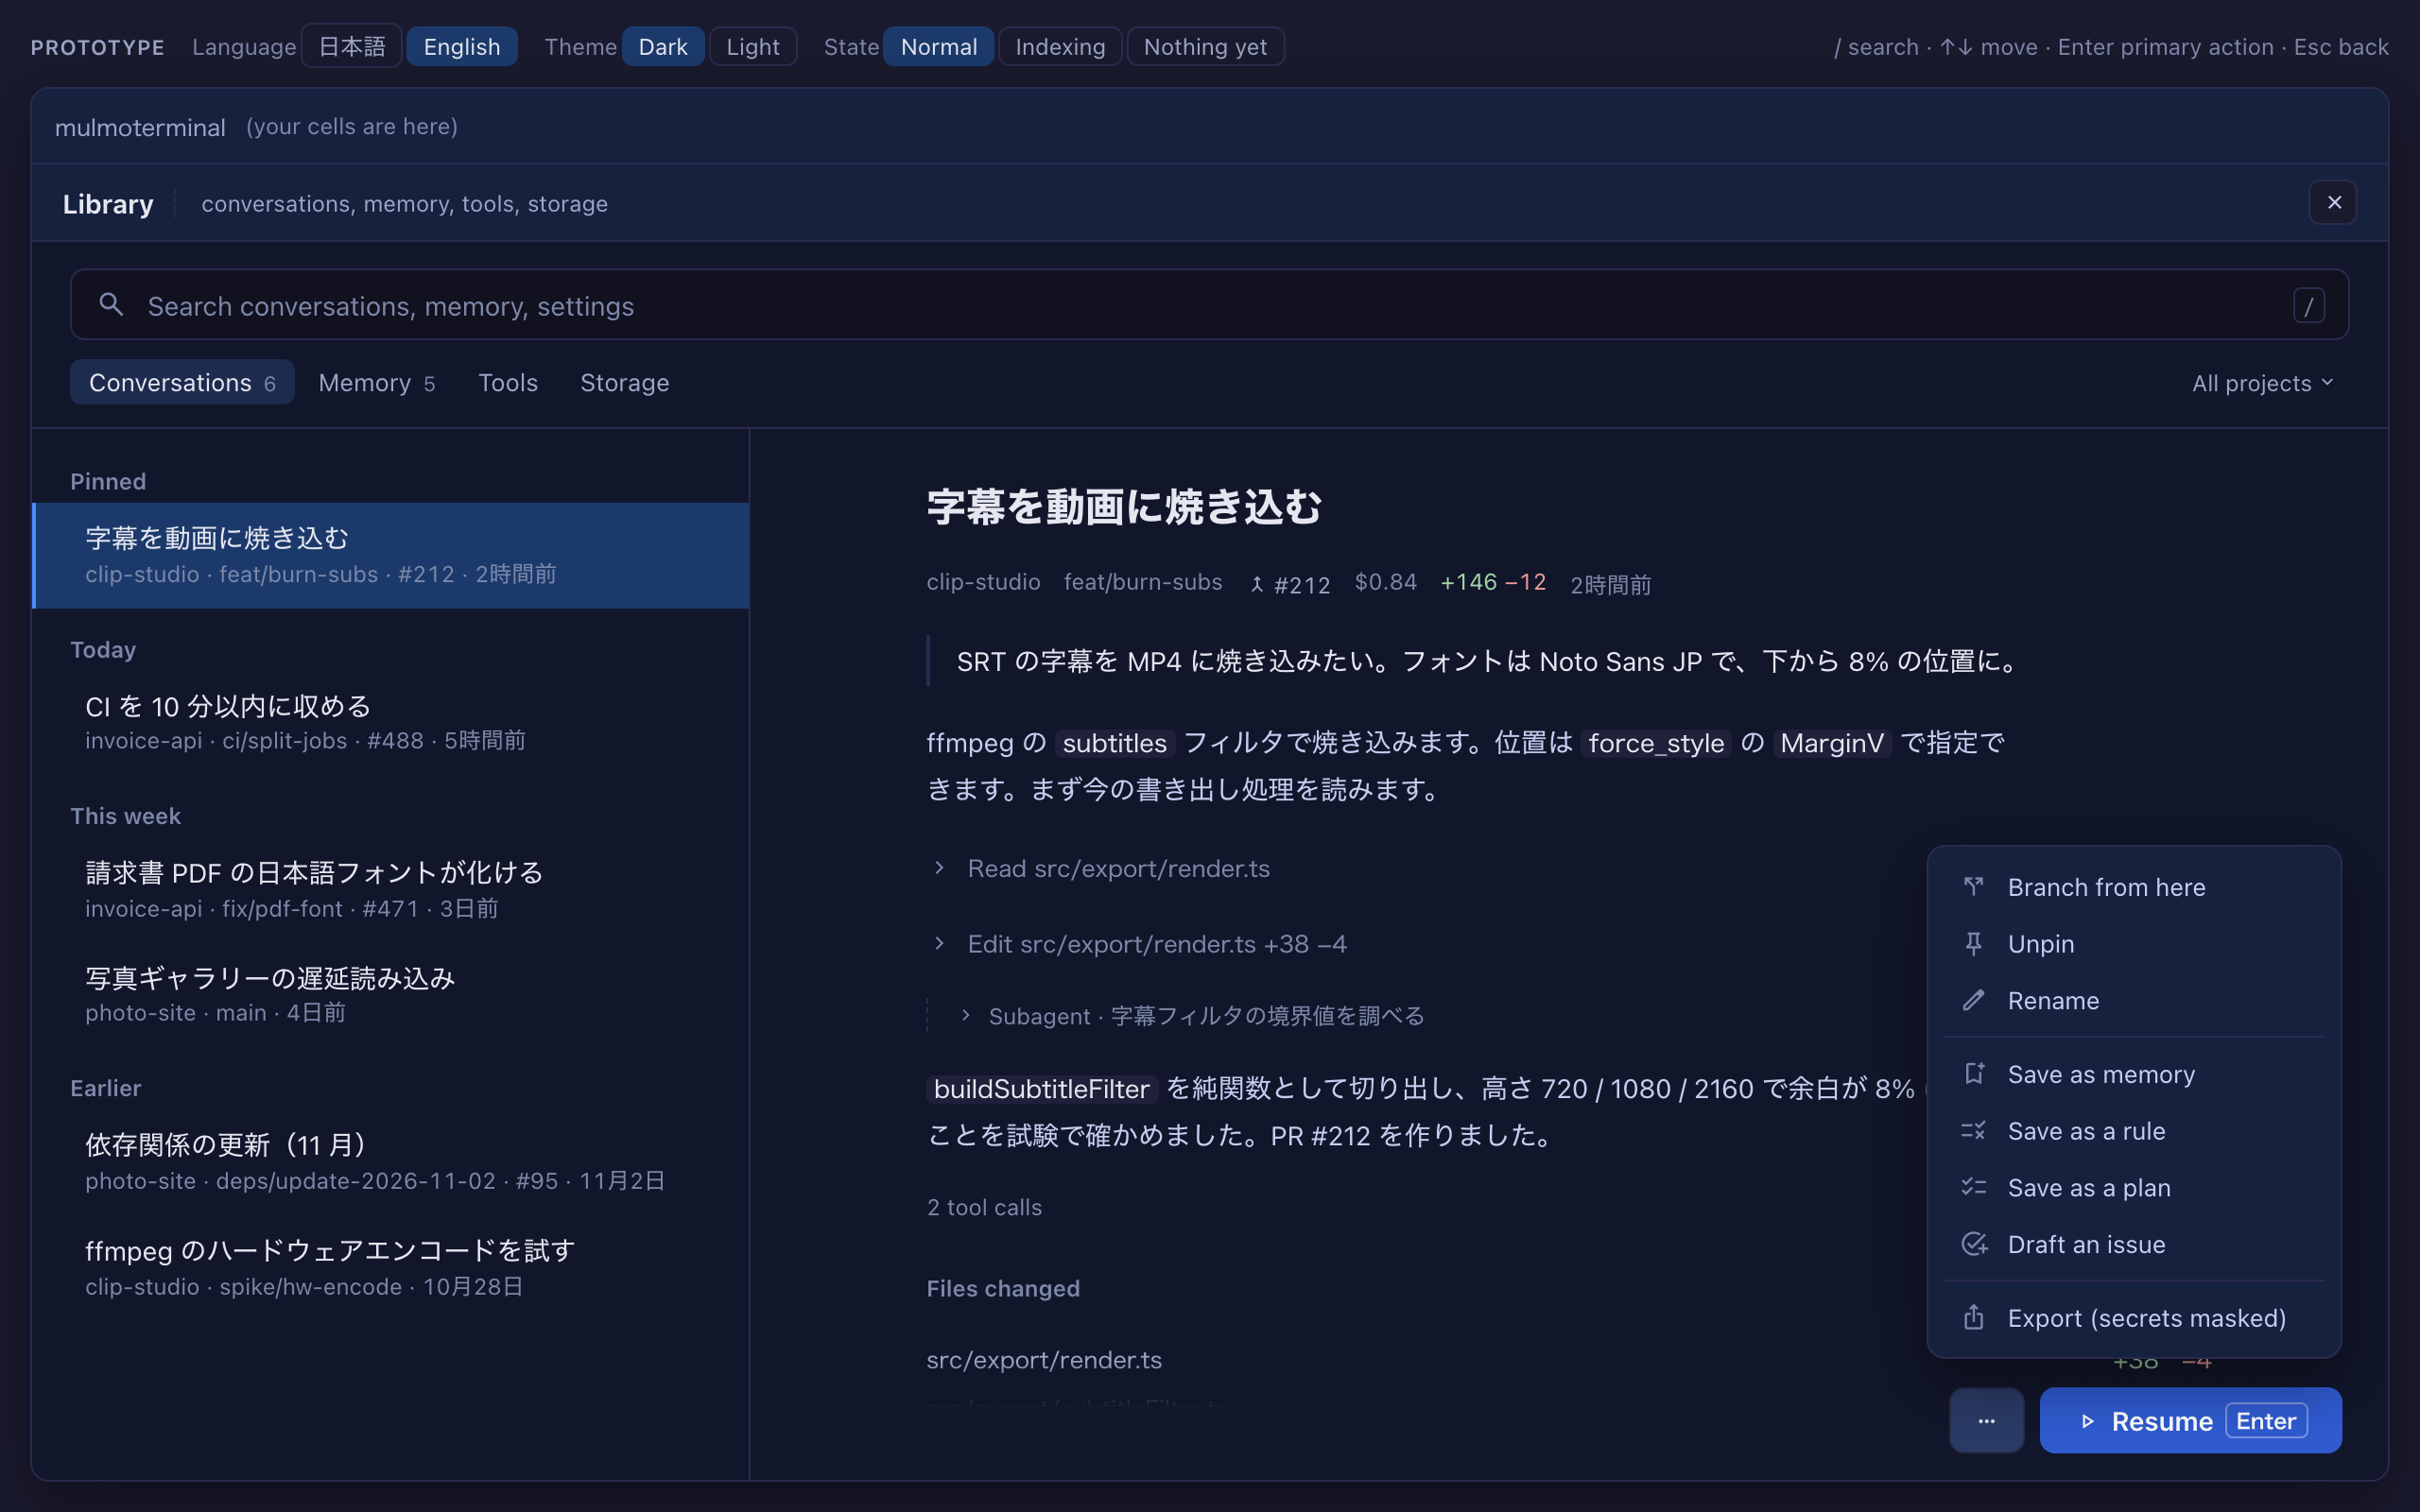 PROTOTYPE Language 日本語 English Theme Dark Light State Normal Indexing Nothing yet / search · ↑↓ move · Enter primary action · Esc back
mulmoterminal (your cells are here)
Library conversations, memory, tools, storage ×
Search conversations, memory, settings /
Conversations 6 Memory 5 Tools Storage All projects
Pinned
字幕を動画に焼き込む
clip-studio · feat/burn-subs · #212 · 2時間前
Today
CI を 10 分以内に収める
invoice-api · ci/split-jobs · #488 · 5時間前
This week
請求書 PDF の日本語フォントが化ける
invoice-api · fix/pdf-font · #471 · 3日前
写真ギャラリーの遅延読み込み
photo-site · main · 4日前
Earlier
依存関係の更新（11 月）
photo-site · deps/update-2026-11-02 · #95 · 11月2日
ffmpeg のハードウェアエンコードを試す
clip-studio · spike/hw-encode · 10月28日
字幕を動画に焼き込む
clip-studio feat/burn-subs #212 $0.84 +146 −12 2時間前
SRT の字幕を MP4 に焼き込みたい。フォントは Noto Sans JP で、下から 8% の位置に。
ffmpeg の subtitles フィルタで焼き込みます。位置は force_style の MarginV で指定で
きます。まず今の書き出し処理を読みます。
Read src/export/render.ts
Edit src/export/render.ts +38 −4
Subagent · 字幕フィルタの境界値を調べる
buildSubtitleFilter を純関数として切り出し、高さ 720 / 1080 / 2160 で余白が 8%
ことを試験で確かめました。PR #212 を作りました。
2 tool calls
Files changed
src/export/render.ts +38 −4
Branch from here
Unpin
Rename
Save as memory
Save as a rule
Save as a plan
Draft an issue
Export (secrets masked)
Resume Enter